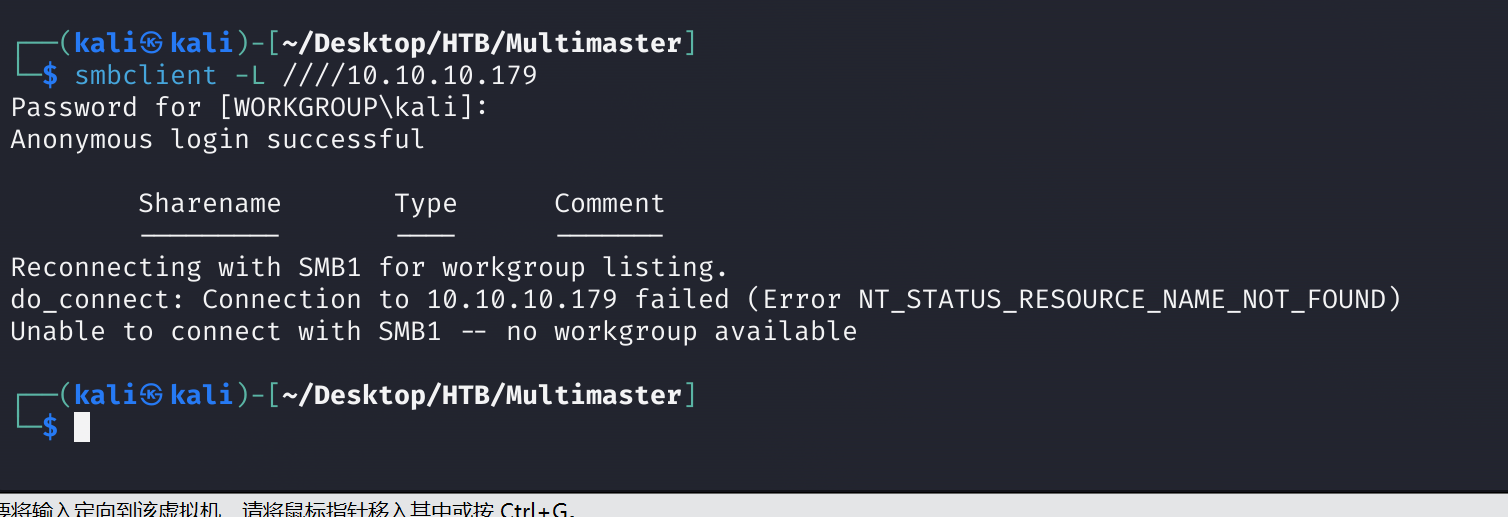 ┌──(kali㉿kali)-[~/Desktop/HTB/Multimaster]
└─$ smbclient -L ////10.10.10.179
Password for [WORKGROUP\kali]:
Anonymous login successful
Sharename Type Comment
--------- ---- -------
Reconnecting with SMB1 for workgroup listing.
do_connect: Connection to 10.10.10.179 failed (Error NT_STATUS_RESOURCE_NAME_NOT_FOUND)
Unable to connect with SMB1 -- no workgroup available
┌──(kali㉿kali)-[~/Desktop/HTB/Multimaster]
└─$
要将输入定向到该虚拟机，请将鼠标指针移入其中或按 Ctrl+G。